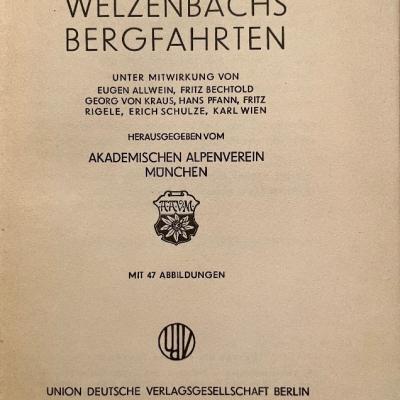 WELZENBACHS
BERGFAHRTEN
UNTER MITWIRKUNG VON
EUGEN ALLWEIN, FRITZ BECHTOLD
GEORG VON KRAUS, HANS PFANN, FRITZ
RIGELE, ERICH SCHULZE, KARL WIEN
HERAUSGEGEBEN VOM
AKADEMISCHEN ALPENVEREIN
MÜNCHEN
AAVM
MIT 47 ABBILDUNGEN
UNION DEUTSCHE VERLAGSGESELLSCHAFT BERLIN